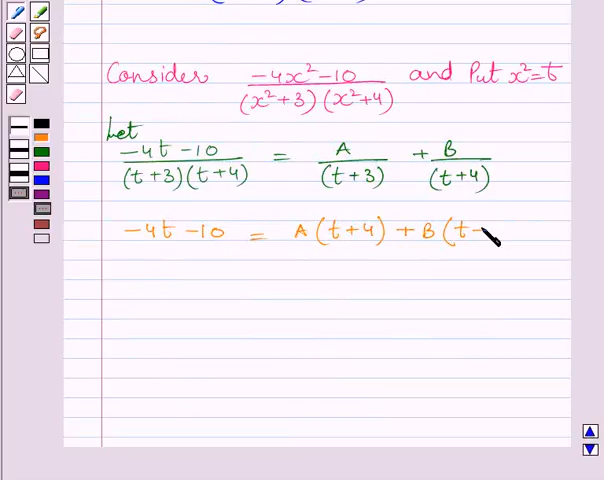 Consider (-4x²-10)/((x²+3)(x²+4)) and Put x²=t
Let
(-4t-10)/((t+3)(t+4)) = A/(t+3) + B/(t+4)
-4t-10 = A(t+4)+B(t-